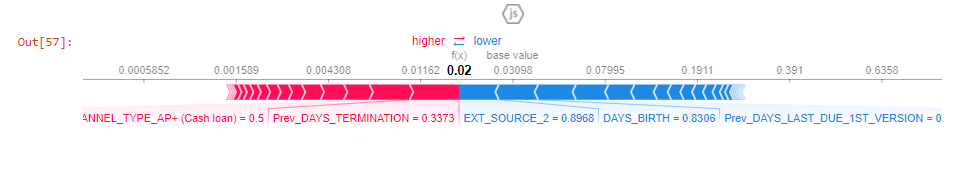 js
Out[57]:
higher ⇄ lower
f(x) base value
0.0005852 0.001589 0.004308 0.01162 0.02 0.03098 0.07995 0.1911 0.391 0.6358
ANNEL_TYPE_AP+ (Cash loan) = 0.5 Prev_DAYS_TERMINATION = 0.3373 EXT_SOURCE_2 = 0.8968 DAYS_BIRTH = 0.8306 Prev_DAYS_LAST_DUE_1ST_VERSION = 0